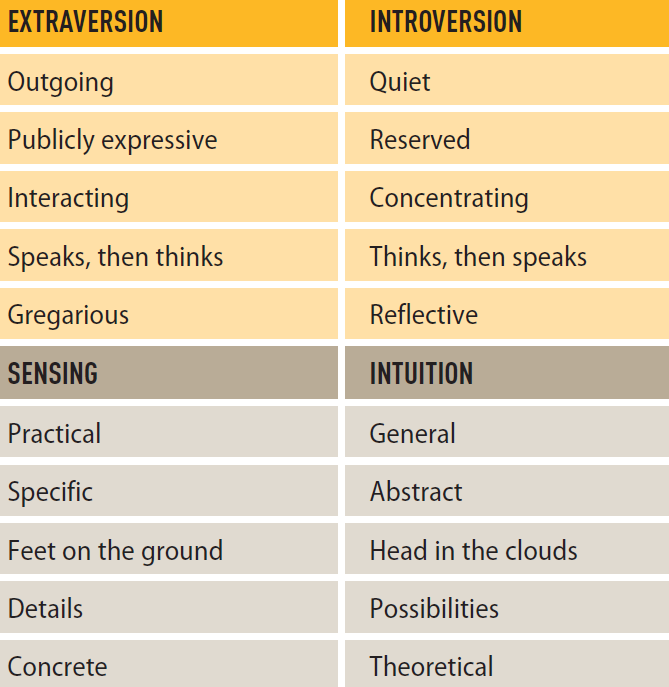 EXTRAVERSION INTROVERSION
Outgoing Quiet
Publicly expressive Reserved
Interacting Concentrating
Speaks, then thinks Thinks, then speaks
Gregarious Reflective
SENSING INTUITION
Practical General
Specific Abstract
Feet on the ground Head in the clouds
Details Possibilities
Concrete Theoretical